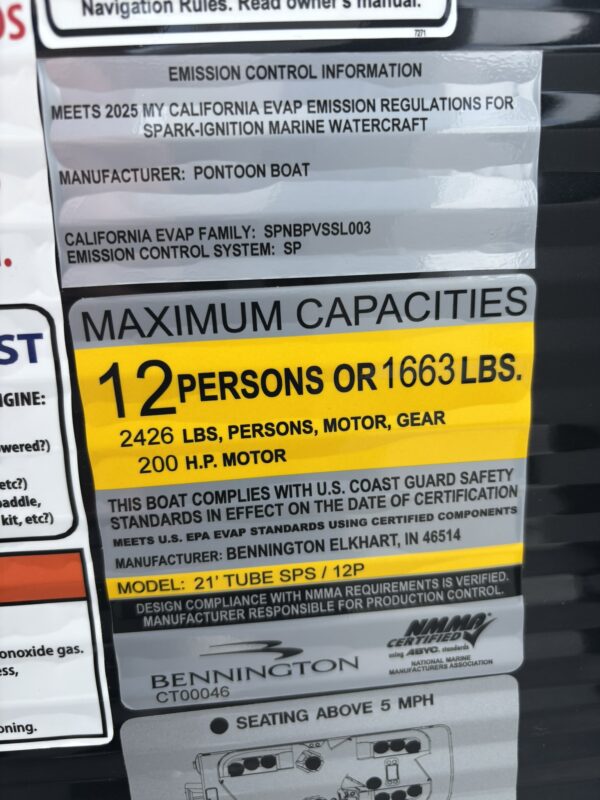 OS
Navigation Rules. Read owner's manual.
7271
EMISSION CONTROL INFORMATION
MEETS 2025 MY CALIFORNIA EVAP EMISSION REGULATIONS FOR
SPARK-IGNITION MARINE WATERCRAFT
MANUFACTURER: PONTOON BOAT
CALIFORNIA EVAP FAMILY: SPNBPVSSL003
EMISSION CONTROL SYSTEM: SP
MAXIMUM CAPACITIES
12 PERSONS OR 1663 LBS.
2426 LBS, PERSONS, MOTOR, GEAR
200 H.P. MOTOR
THIS BOAT COMPLIES WITH U.S. COAST GUARD SAFETY
STANDARDS IN EFFECT ON THE DATE OF CERTIFICATION
MEETS U.S. EPA EVAP STANDARDS USING CERTIFIED COMPONENTS
MANUFACTURER: BENNINGTON ELKHART, IN 46514
MODEL: 21' TUBE SPS / 12P
DESIGN COMPLIANCE WITH NMMA REQUIREMENTS IS VERIFIED.
MANUFACTURER RESPONSIBLE FOR PRODUCTION CONTROL.
BENNINGTON
CT00046
NMMA
CERTIFIED
using ABYC standards
NATIONAL MARINE
MANUFACTURERS ASSOCIATION
SEATING ABOVE 5 MPH
ST
GINE:
wered?)
etc?)
paddle,
kit, etc?)
onoxide gas.
ess,
oning.